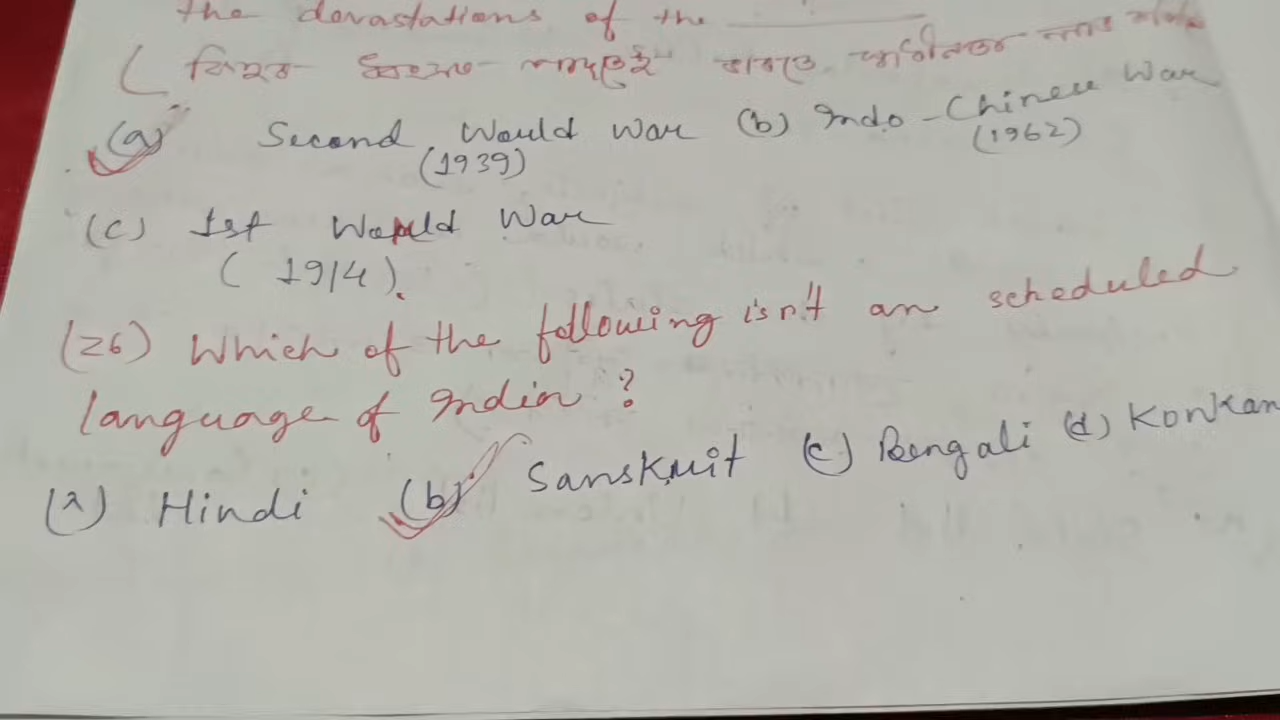 the devastations of the
(
(a) Second World War (b) Indo-Chinese War
(1939) (1962)
(c) 1st World War
(1914).
(26) Which of the following isn't an scheduled
language of India ?
(a) Hindi (b) Sanskrit (c) Bengali (d) Konkan